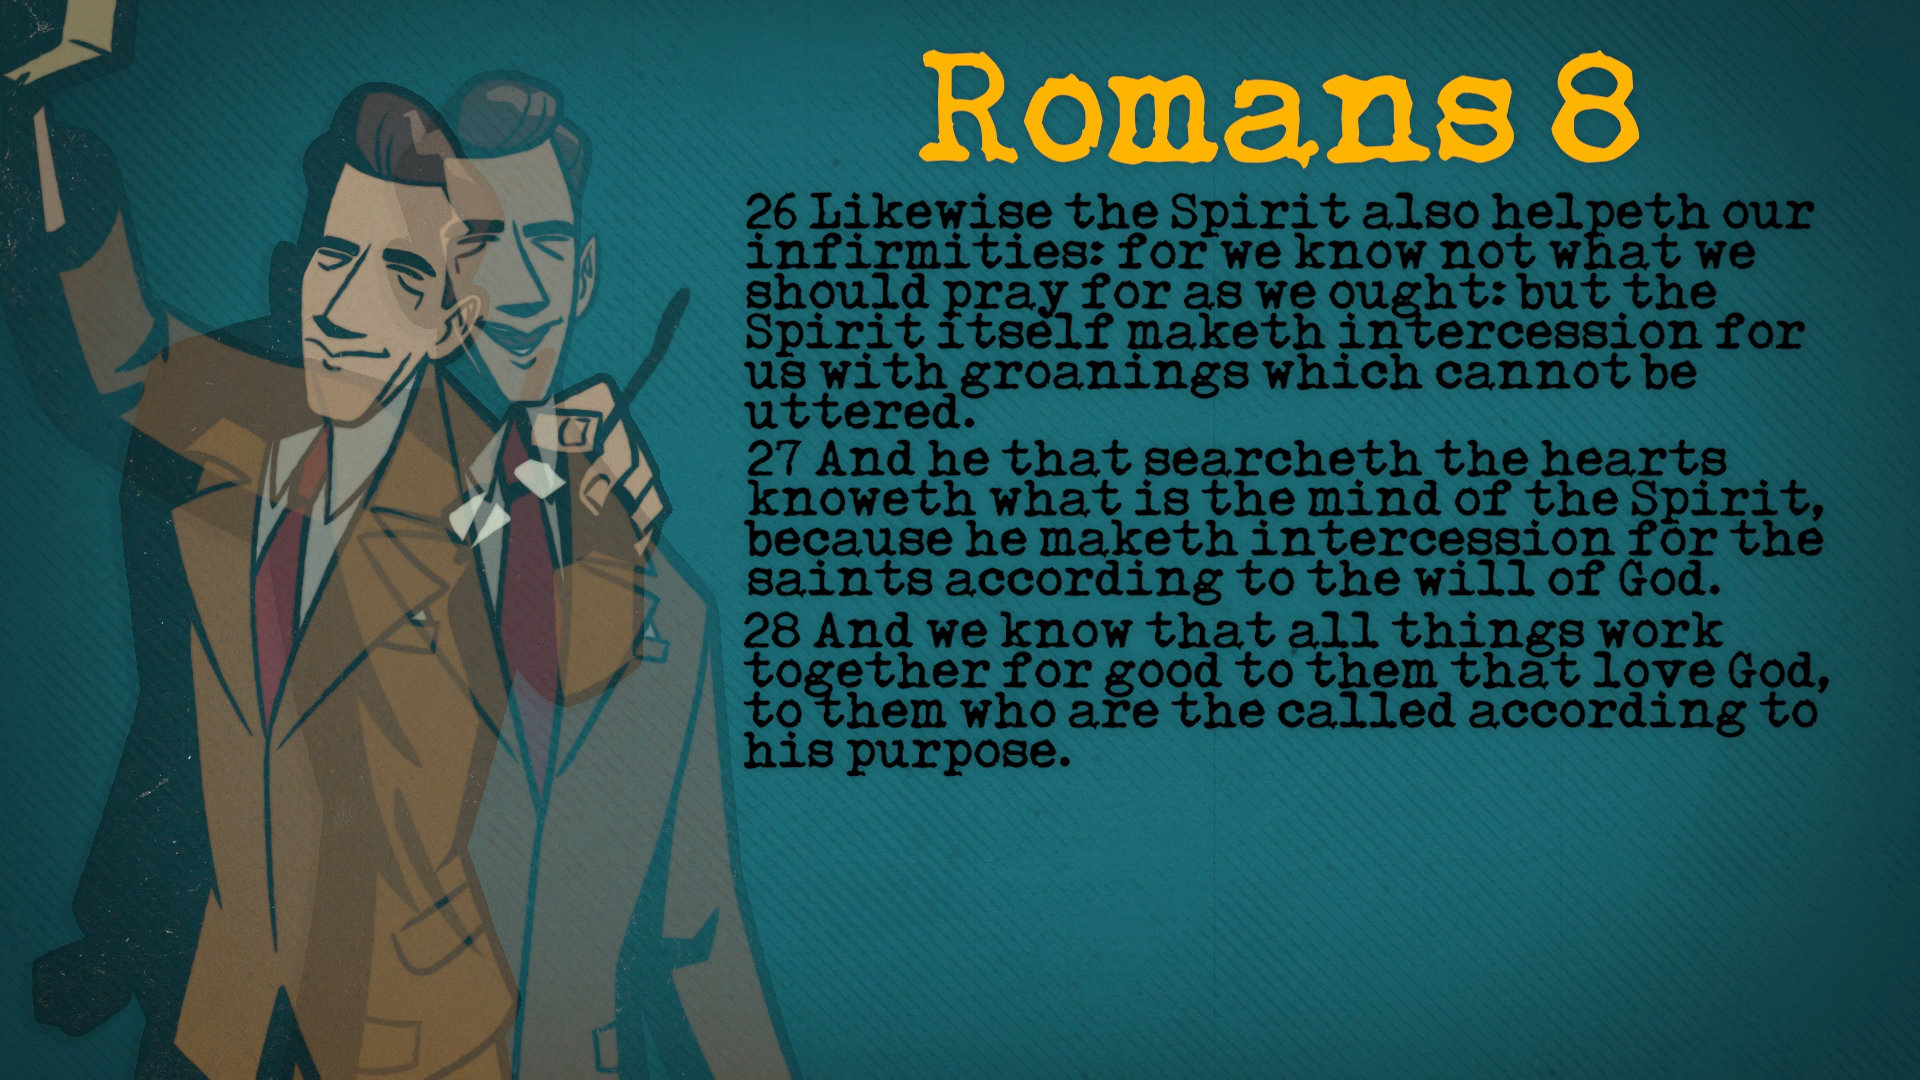 Romans 8
26 Likewise the Spirit also helpeth our
infirmities: for we know not what we
should pray for as we ought: but the
Spirit itself maketh intercession for
us with groanings which cannot be
uttered.
27 And he that searcheth the hearts
knoweth what is the mind of the Spirit,
because he maketh intercession for the
saints according to the will of God.
28 And we know that all things work
together for good to them that love God,
to them who are the called according to
his purpose.